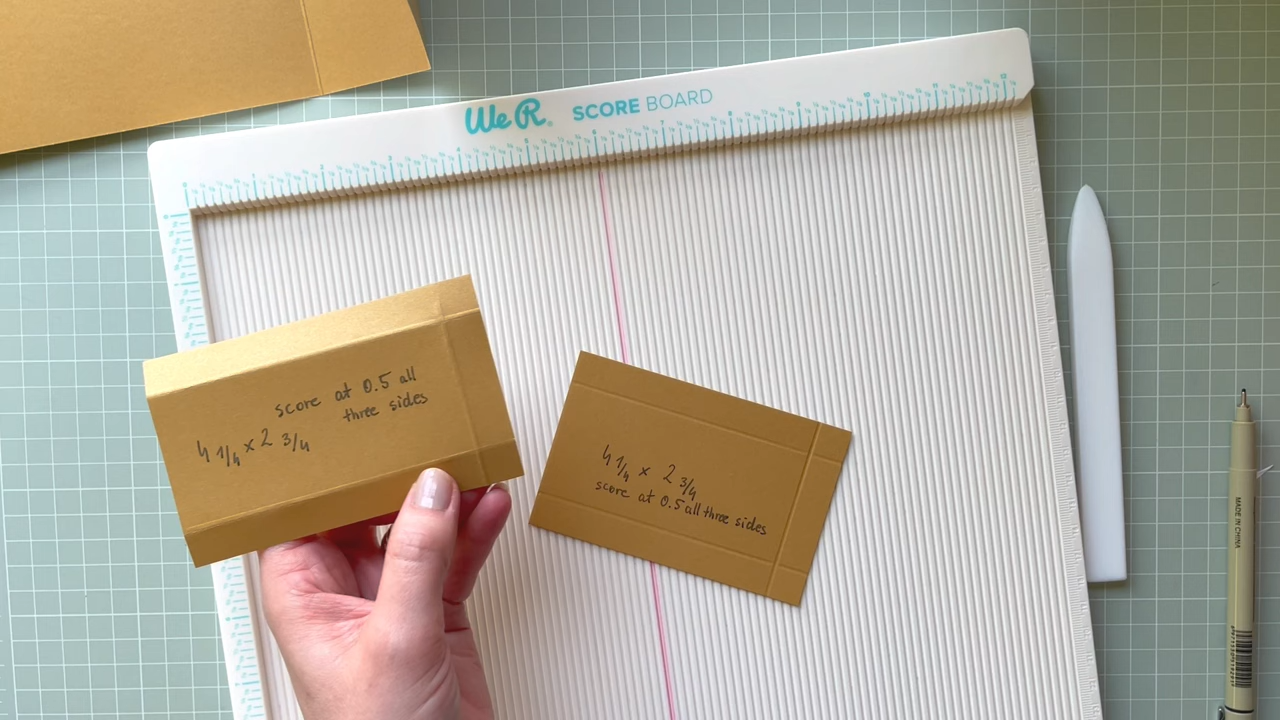 We R. SCORE BOARD
score at 0.5 all
three sides
4 1/4 x 2 3/4
4 1/4 x 2 3/4
score at 0.5 all three sides
MADE IN CHINA